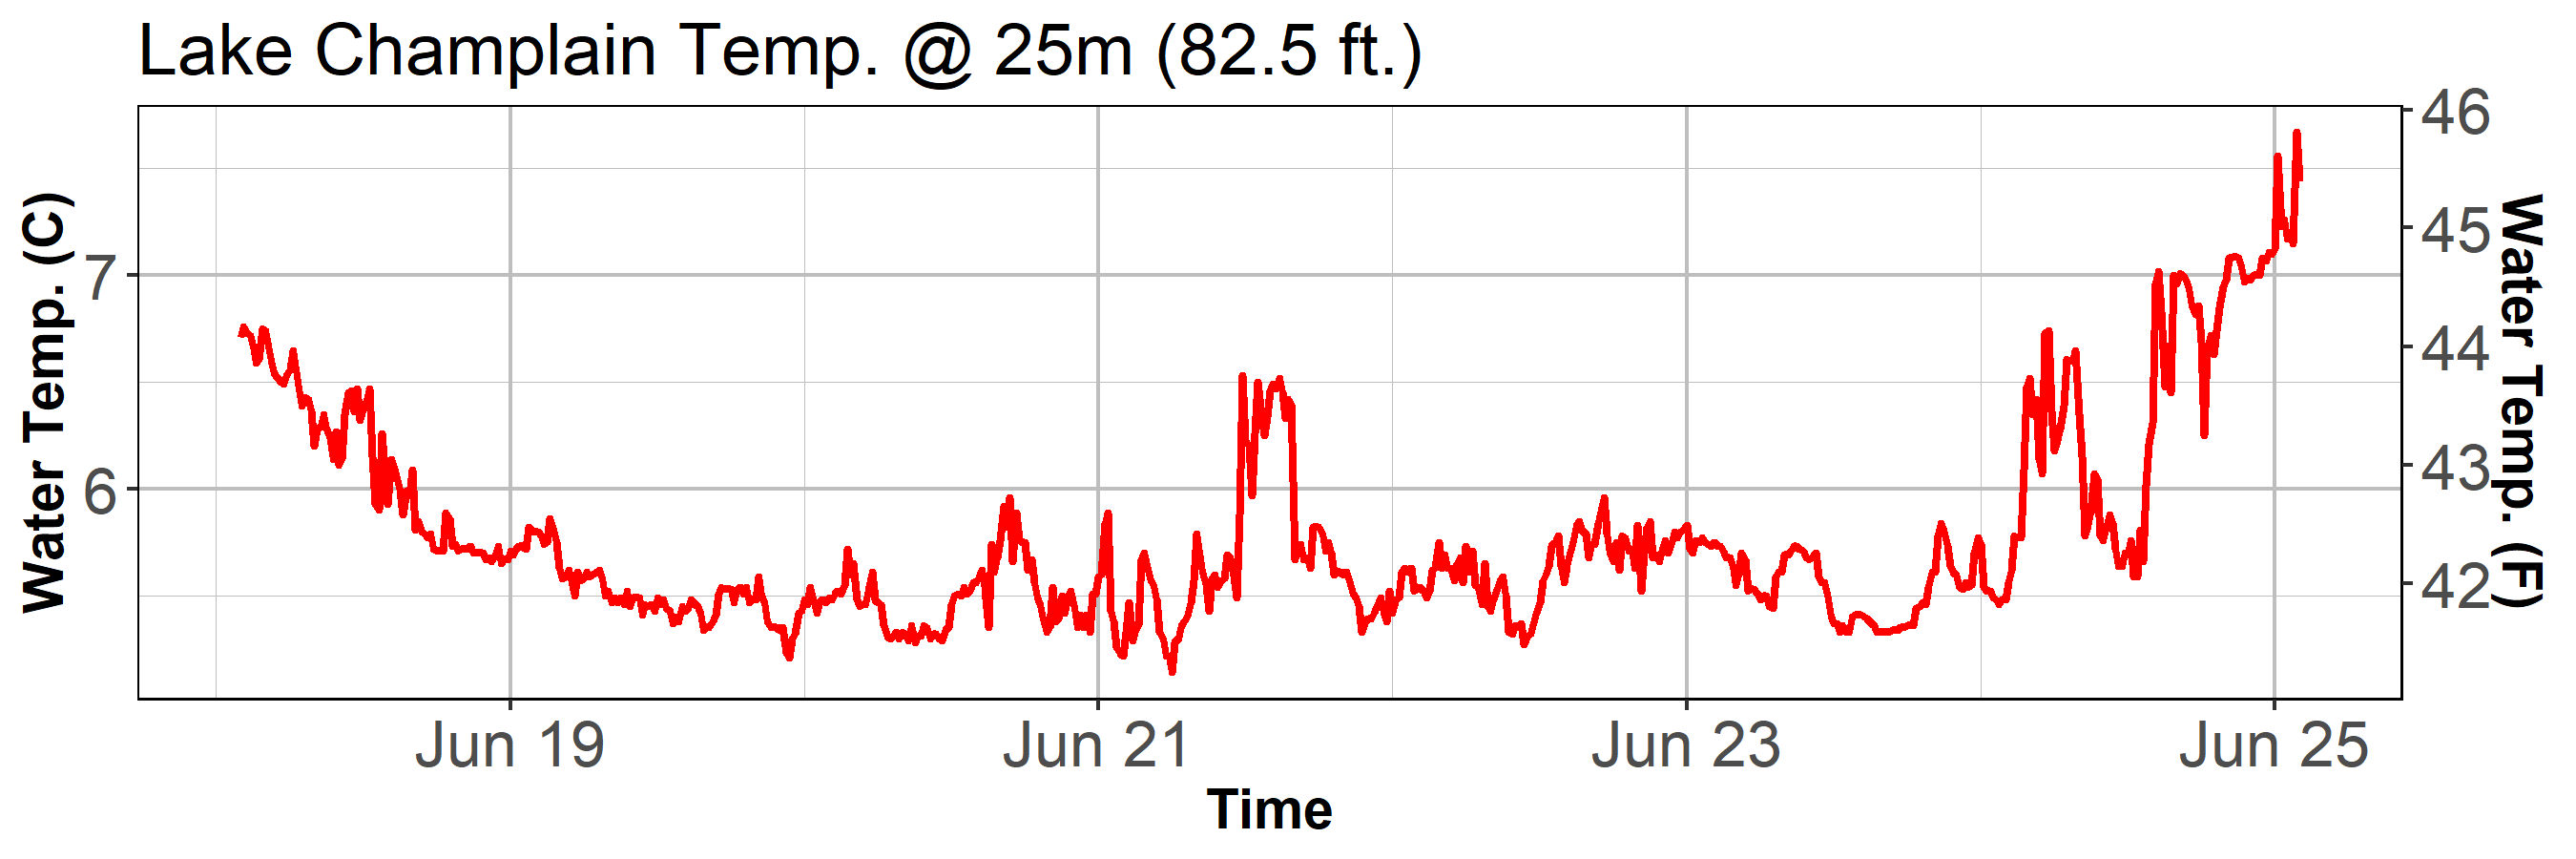 Lake Champlain Temp. @ 25m (82.5 ft.)
Water Temp. (C)
7
6
46
45
44
43
42
Water Temp. (F)
Jun 19 Jun 21 Jun 23 Jun 25
Time